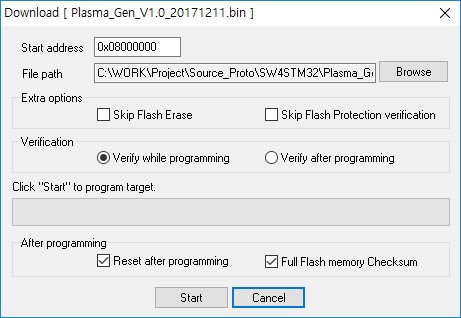 Download [ Plasma_Gen_V1.0_20171211.bin ]
Start address 0x08000000
File path C:\WORK\Project\Source_Proto\SW4STM32\Plasma_G Browse
Extra options
Skip Flash Erase Skip Flash Protection verification
Verification
Verify while programming Verify after programming
Click "Start" to program target.
After programming
Reset after programming Full Flash memory Checksum
Start Cancel